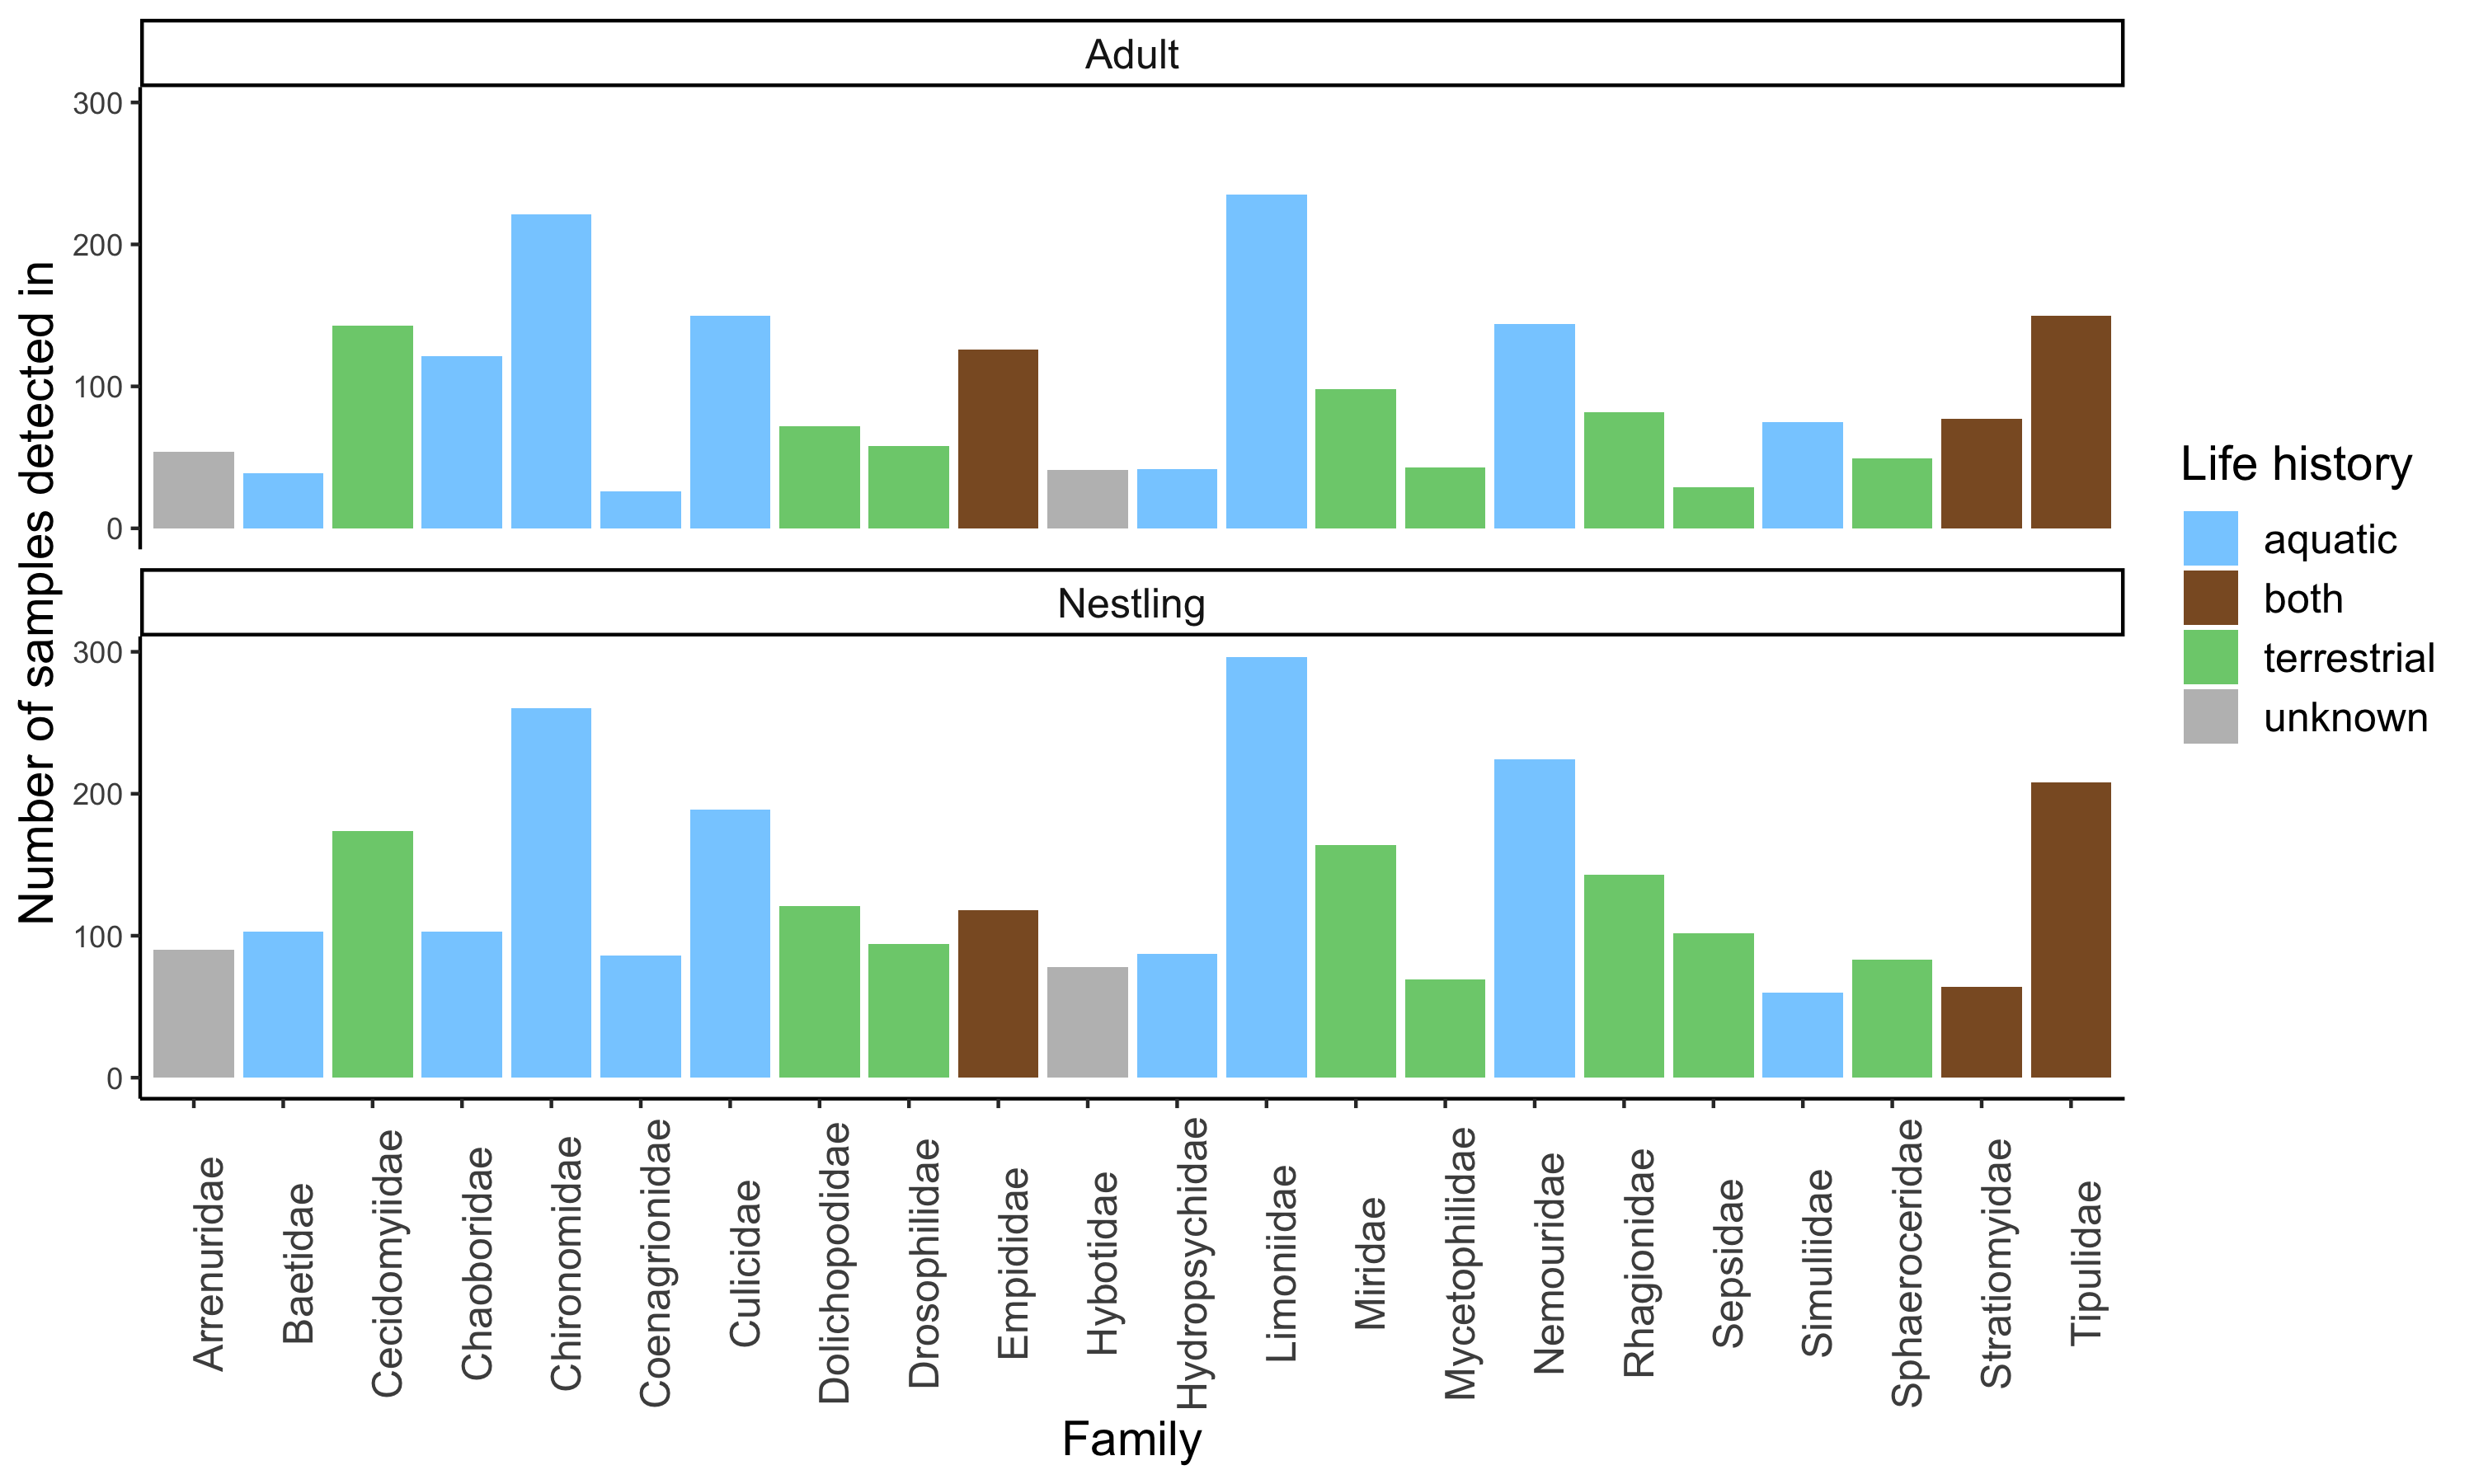 Adult
300
200
100
0
Nestling
300
200
100
0
Number of samples detected in
Arrenuridae
Baetidae
Cecidomyiidae
Chaoboridae
Chironomidae
Coenagrionidae
Culicidae
Dolichopodidae
Drosophilidae
Empididae
Hybotidae
Hydropsychidae
Limoniidae
Miridae
Mycetophilidae
Nemouridae
Rhagionidae
Sepsidae
Simuliidae
Sphaeroceridae
Stratiomyidae
Tipulidae
Family
Life history
aquatic
both
terrestrial
unknown